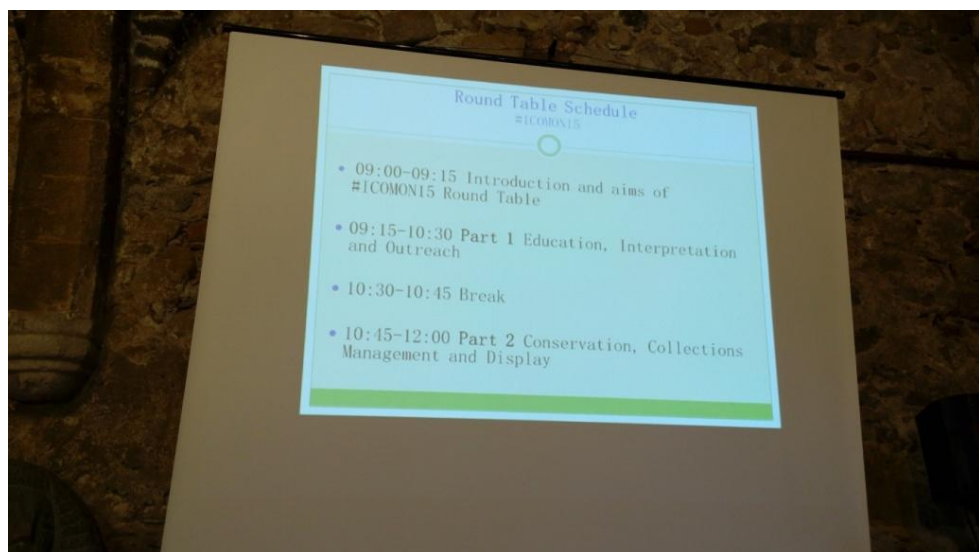 Round Table Schedule
#ICOMON15
• 09:00-09:15 Introduction and aims of
#ICOMON15 Round Table
• 09:15-10:30 Part 1 Education, Interpretation
and Outreach
• 10:30-10:45 Break
• 10:45-12:00 Part 2 Conservation, Collections
Management and Display